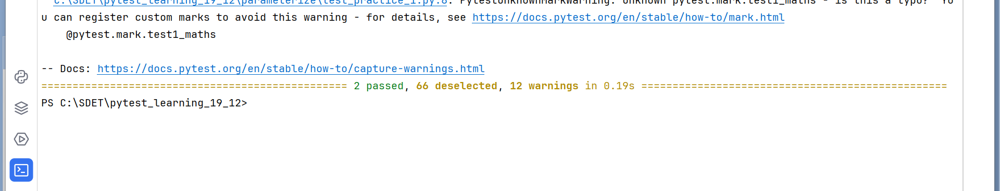 C:\SDET\pytest_learning_19_12\parameterize\test_practice_1.py:8: PytestUnknownMarkWarning: Unknown pytest.mark.test1_maths - is this a typo?  Yo
u can register custom marks to avoid this warning - for details, see https://docs.pytest.org/en/stable/how-to/mark.html
@pytest.mark.test1_maths
-- Docs: https://docs.pytest.org/en/stable/how-to/capture-warnings.html
================================================= 2 passed, 66 deselected, 12 warnings in 0.19s =================================================
PS C:\SDET\pytest_learning_19_12>